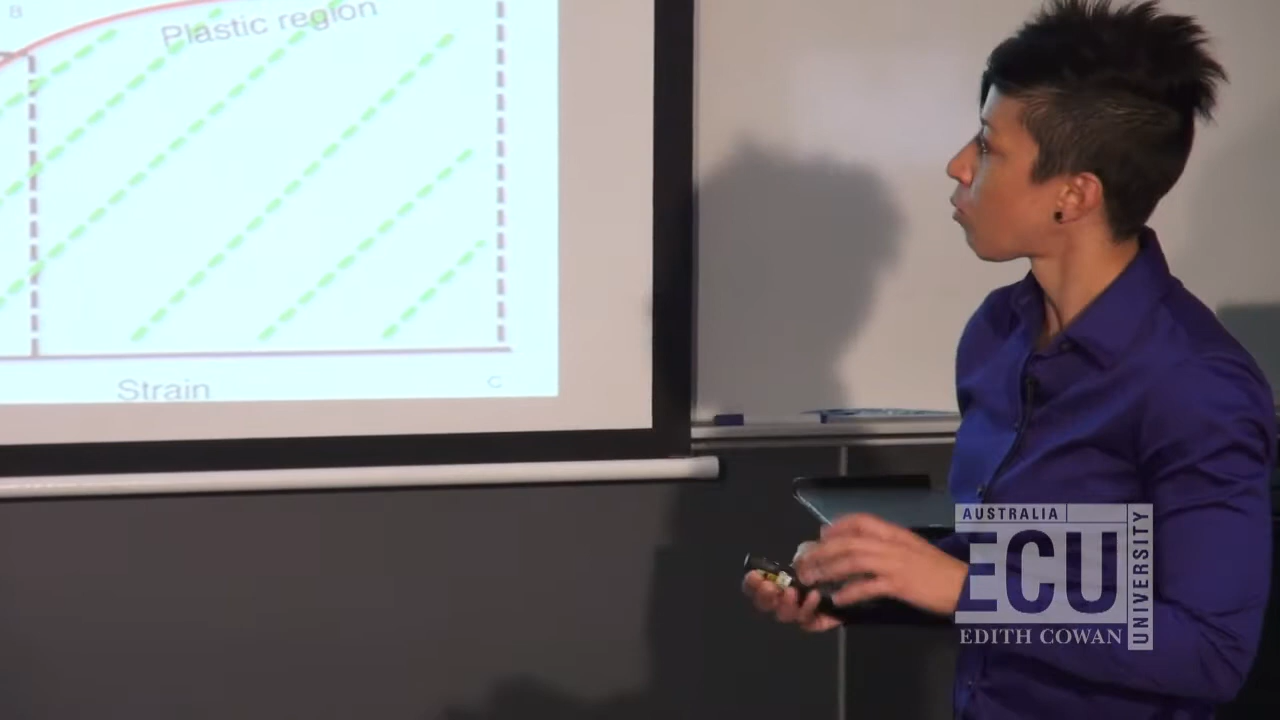 B
Plastic region
Strain
C
AUSTRALIA
ECU
UNIVERSITY
EDITH COWAN